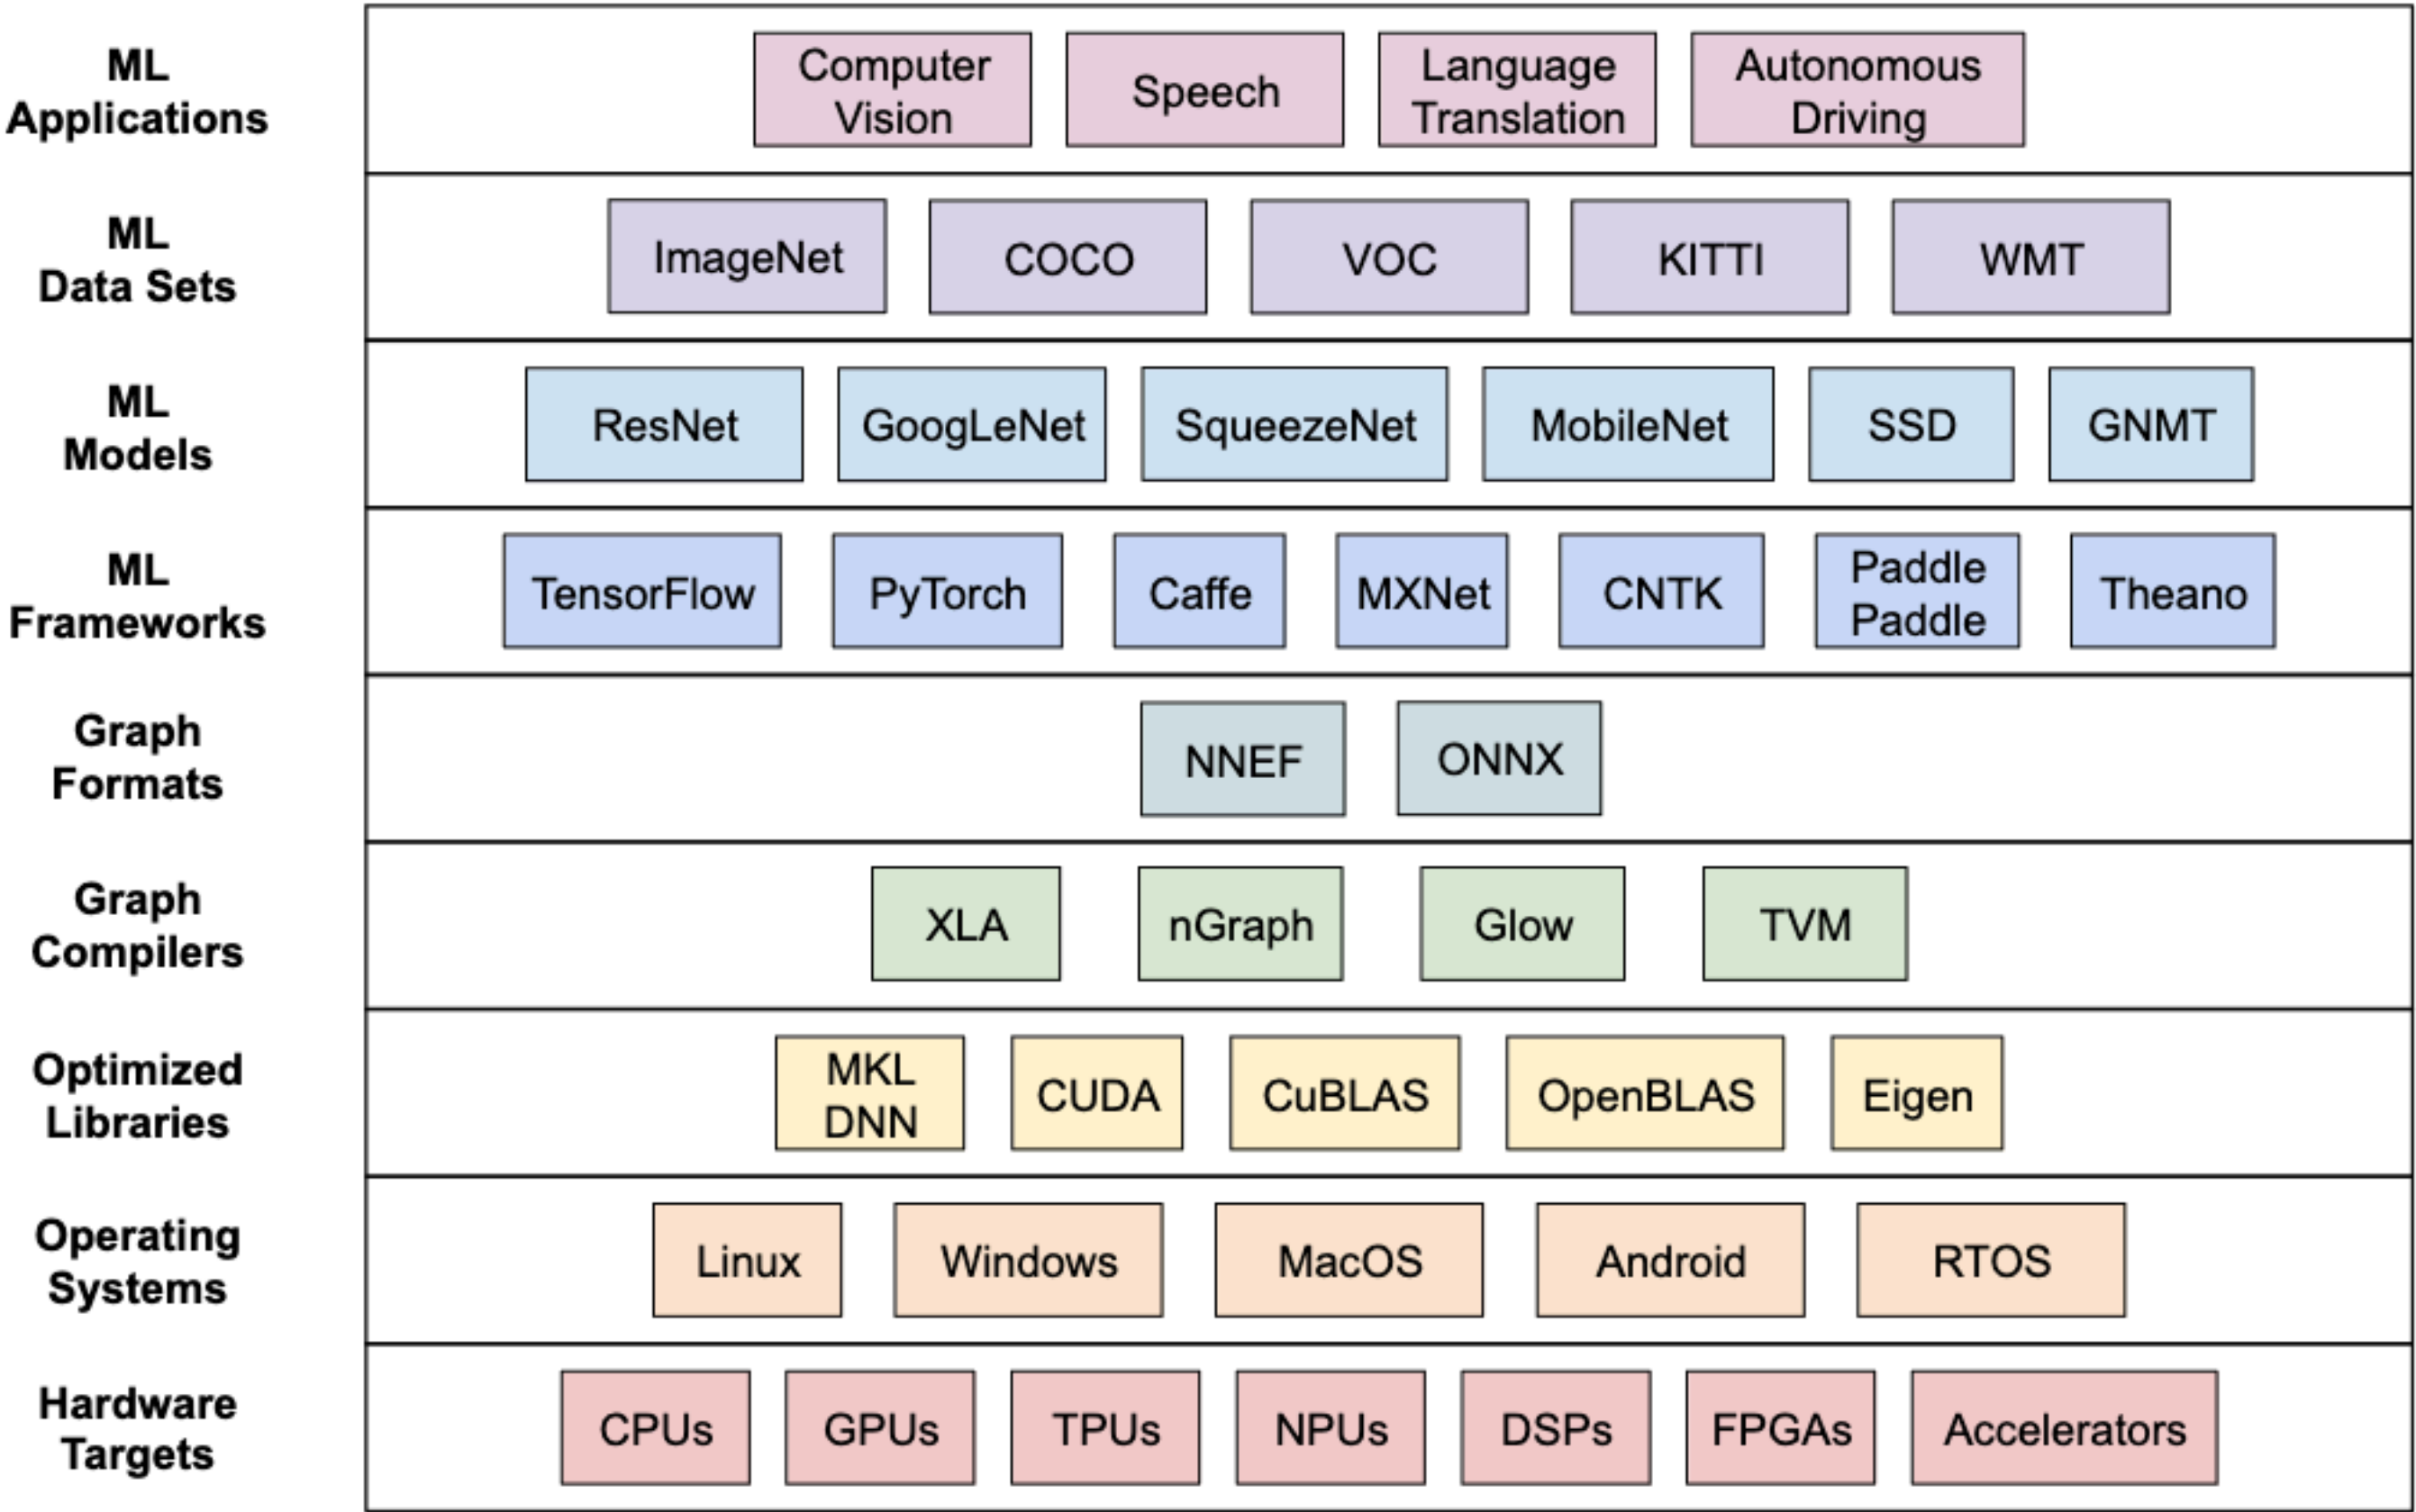 ML
Applications
Computer
Vision
Speech
Language
Translation
Autonomous
Driving
ML
Data Sets
ImageNet
COCO
VOC
KITTI
WMT
ML
Models
ResNet
GoogLeNet
SqueezeNet
MobileNet
SSD
GNMT
ML
Frameworks
TensorFlow
PyTorch
Caffe
MXNet
CNTK
Paddle
Paddle
Theano
Graph
Formats
NNEF
ONNX
Graph
Compilers
XLA
nGraph
Glow
TVM
Optimized
Libraries
MKL
DNN
CUDA
CuBLAS
OpenBLAS
Eigen
Operating
Systems
Linux
Windows
MacOS
Android
RTOS
Hardware
Targets
CPUs
GPUs
TPUs
NPUs
DSPs
FPGAs
Accelerators